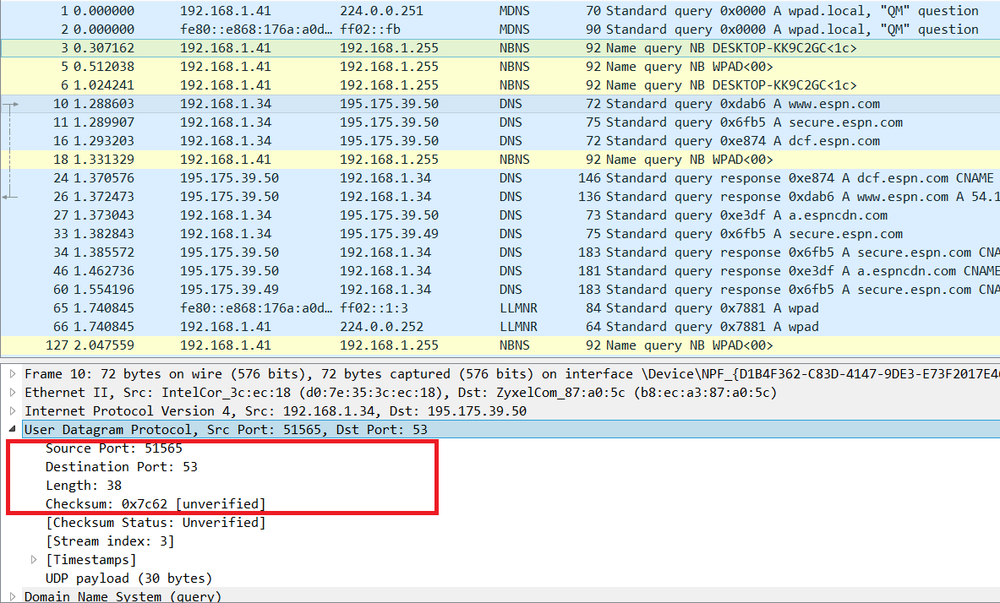 1 0.000000 192.168.1.41 224.0.0.251 MDNS 70 Standard query 0x0000 A wpad.local, "QM" question
2 0.000000 fe80::e868:176a:a0d… ff02::fb MDNS 90 Standard query 0x0000 A wpad.local, "QM" question
3 0.307162 192.168.1.41 192.168.1.255 NBNS 92 Name query NB DESKTOP-KK9C2GC<1c>
5 0.512038 192.168.1.41 192.168.1.255 NBNS 92 Name query NB WPAD<00>
6 1.024241 192.168.1.41 192.168.1.255 NBNS 92 Name query NB DESKTOP-KK9C2GC<1c>
10 1.288603 192.168.1.34 195.175.39.50 DNS 72 Standard query 0xdab6 A www.espn.com
11 1.289907 192.168.1.34 195.175.39.50 DNS 75 Standard query 0x6fb5 A secure.espn.com
16 1.293203 192.168.1.34 195.175.39.50 DNS 72 Standard query 0xe874 A dcf.espn.com
18 1.331329 192.168.1.41 192.168.1.255 NBNS 92 Name query NB WPAD<00>
24 1.370576 195.175.39.50 192.168.1.34 DNS 146 Standard query response 0xe874 A dcf.espn.com CNAME
26 1.372473 195.175.39.50 192.168.1.34 DNS 136 Standard query response 0xdab6 A www.espn.com A 54.1
27 1.373043 192.168.1.34 195.175.39.50 DNS 73 Standard query 0xe3df A a.espncdn.com
33 1.382843 192.168.1.34 195.175.39.49 DNS 75 Standard query 0x6fb5 A secure.espn.com
34 1.385572 195.175.39.50 192.168.1.34 DNS 183 Standard query response 0x6fb5 A secure.espn.com CNA
46 1.462736 195.175.39.50 192.168.1.34 DNS 181 Standard query response 0xe3df A a.espncdn.com CNAME
60 1.554196 195.175.39.49 192.168.1.34 DNS 183 Standard query response 0x6fb5 A secure.espn.com CNA
65 1.740845 fe80::e868:176a:a0d… ff02::1:3 LLMNR 84 Standard query 0x7881 A wpad
66 1.740845 192.168.1.41 224.0.0.252 LLMNR 64 Standard query 0x7881 A wpad
127 2.047559 192.168.1.41 192.168.1.255 NBNS 92 Name query NB WPAD<00>
Frame 10: 72 bytes on wire (576 bits), 72 bytes captured (576 bits) on interface \Device\NPF_{D1B4F362-C83D-4147-9DE3-E73F2017E46
Ethernet II, Src: IntelCor_3c:ec:18 (d0:7e:35:3c:ec:18), Dst: ZyxelCom_87:a0:5c (b8:ec:a3:87:a0:5c)
Internet Protocol Version 4, Src: 192.168.1.34, Dst: 195.175.39.50
User Datagram Protocol, Src Port: 51565, Dst Port: 53
Source Port: 51565
Destination Port: 53
Length: 38
Checksum: 0x7c62 [unverified]
[Checksum Status: Unverified]
[Stream index: 3]
[Timestamps]
UDP payload (30 bytes)
Domain Name System (query)